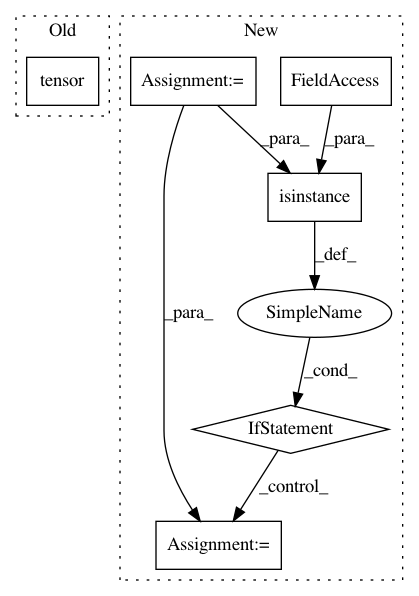 Old
New
tensor
Assignment:=
FieldAccess
_para_
_para_
isinstance
_def_
_para_
SimpleName
_cond_
IfStatement
_control_
Assignment:=